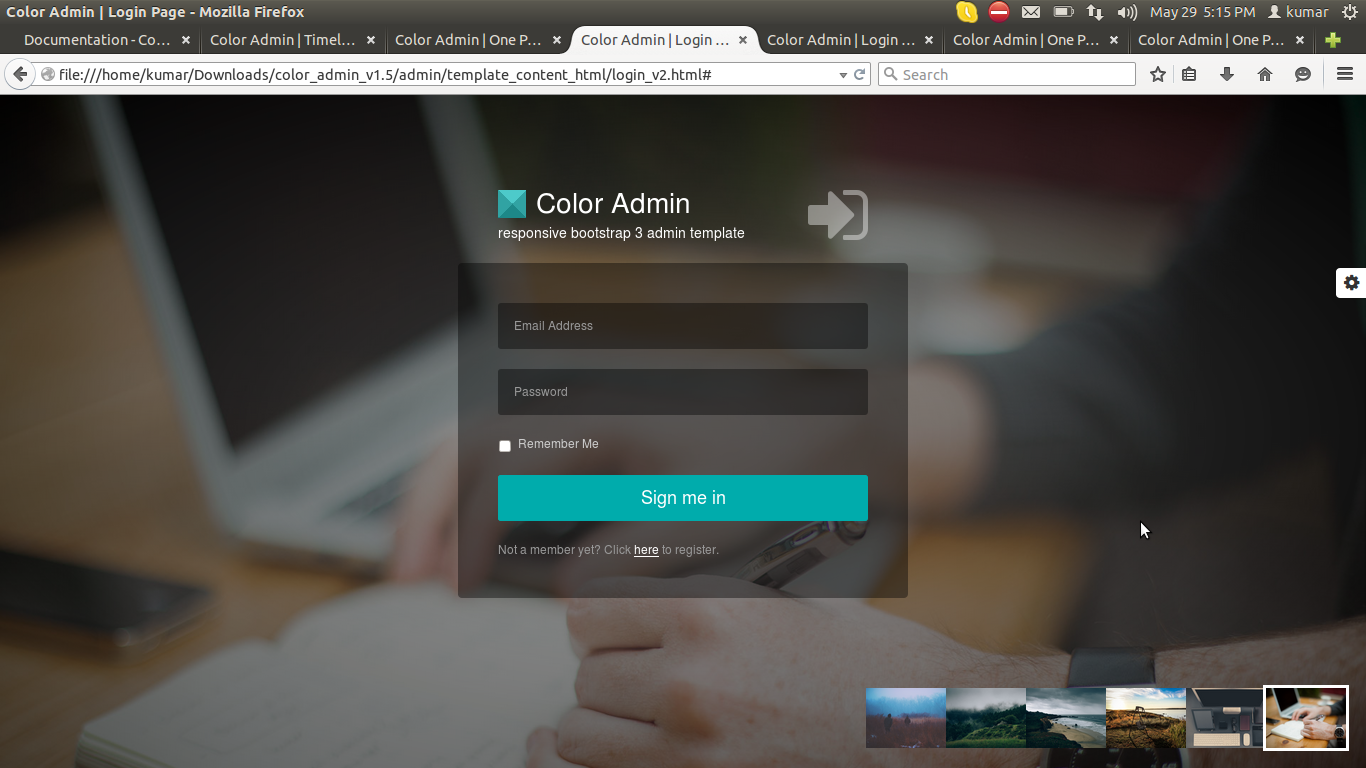 Color Admin | Login Page - Mozilla Firefox
May 29 5:15 PM kumar
Documentation - Co...
Color Admin | Timel...
Color Admin | One P...
Color Admin | Login ...
Color Admin | Login ...
Color Admin | One P...
Color Admin | One P...
file:///home/kumar/Downloads/color_admin_v1.5/admin/template_content_html/login_v2.html#
Search
Color Admin
responsive bootstrap 3 admin template
Email Address
Password
Remember Me
Sign me in
Not a member yet? Click here to register.